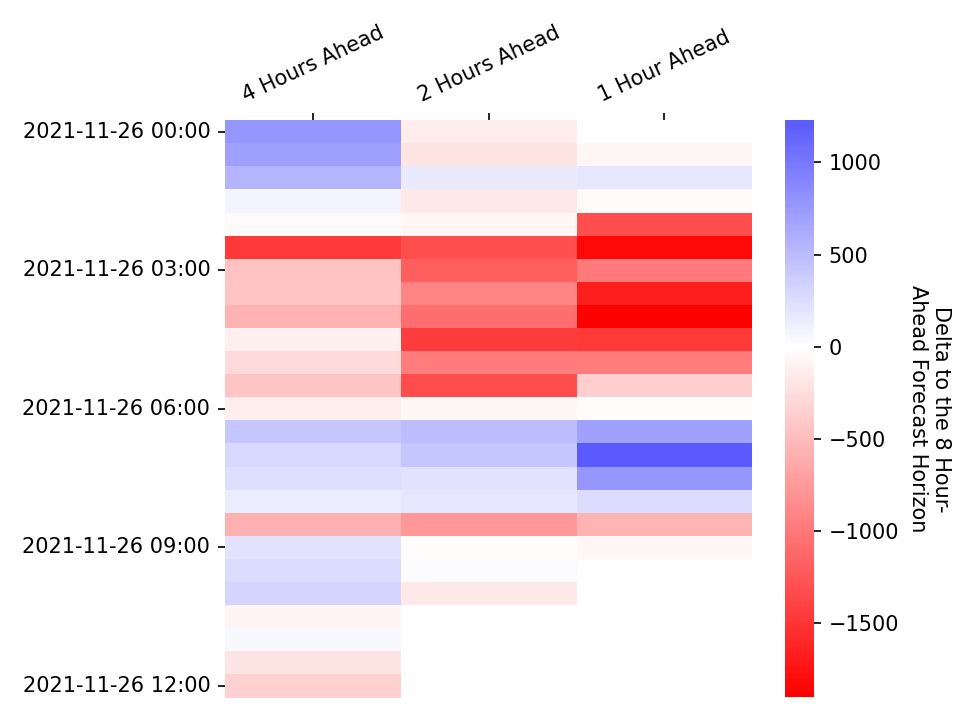 4 Hours Ahead
2 Hours Ahead
1 Hour Ahead
2021-11-26 00:00
2021-11-26 03:00
2021-11-26 06:00
2021-11-26 09:00
2021-11-26 12:00
1000
500
0
−500
−1000
−1500
Delta to the 8 Hour-
Ahead Forecast Horizon